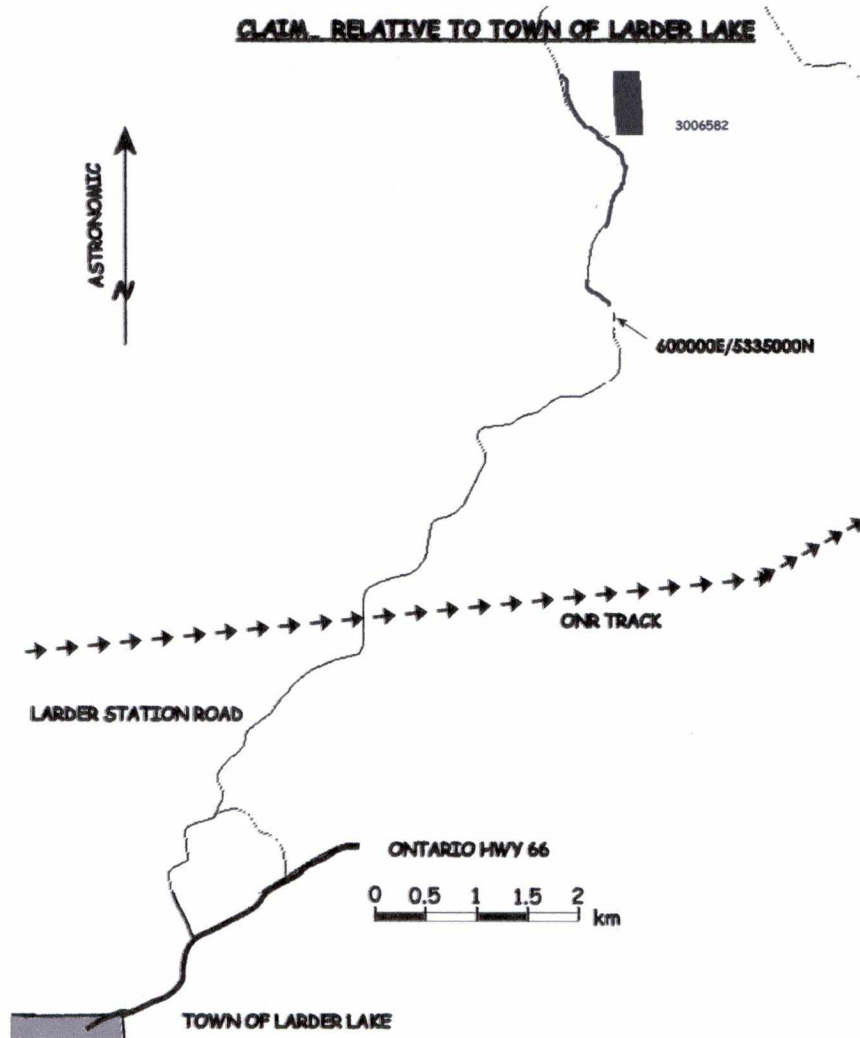 CLAIM RELATIVE TO TOWN OF LARDER LAKE
3006582
ASTRONOMIC
N
600000E/5335000N
ONR TRACK
LARDER STATION ROAD
ONTARIO HWY 66
0 0.5 1 1.5 2
km
TOWN OF LARDER LAKE